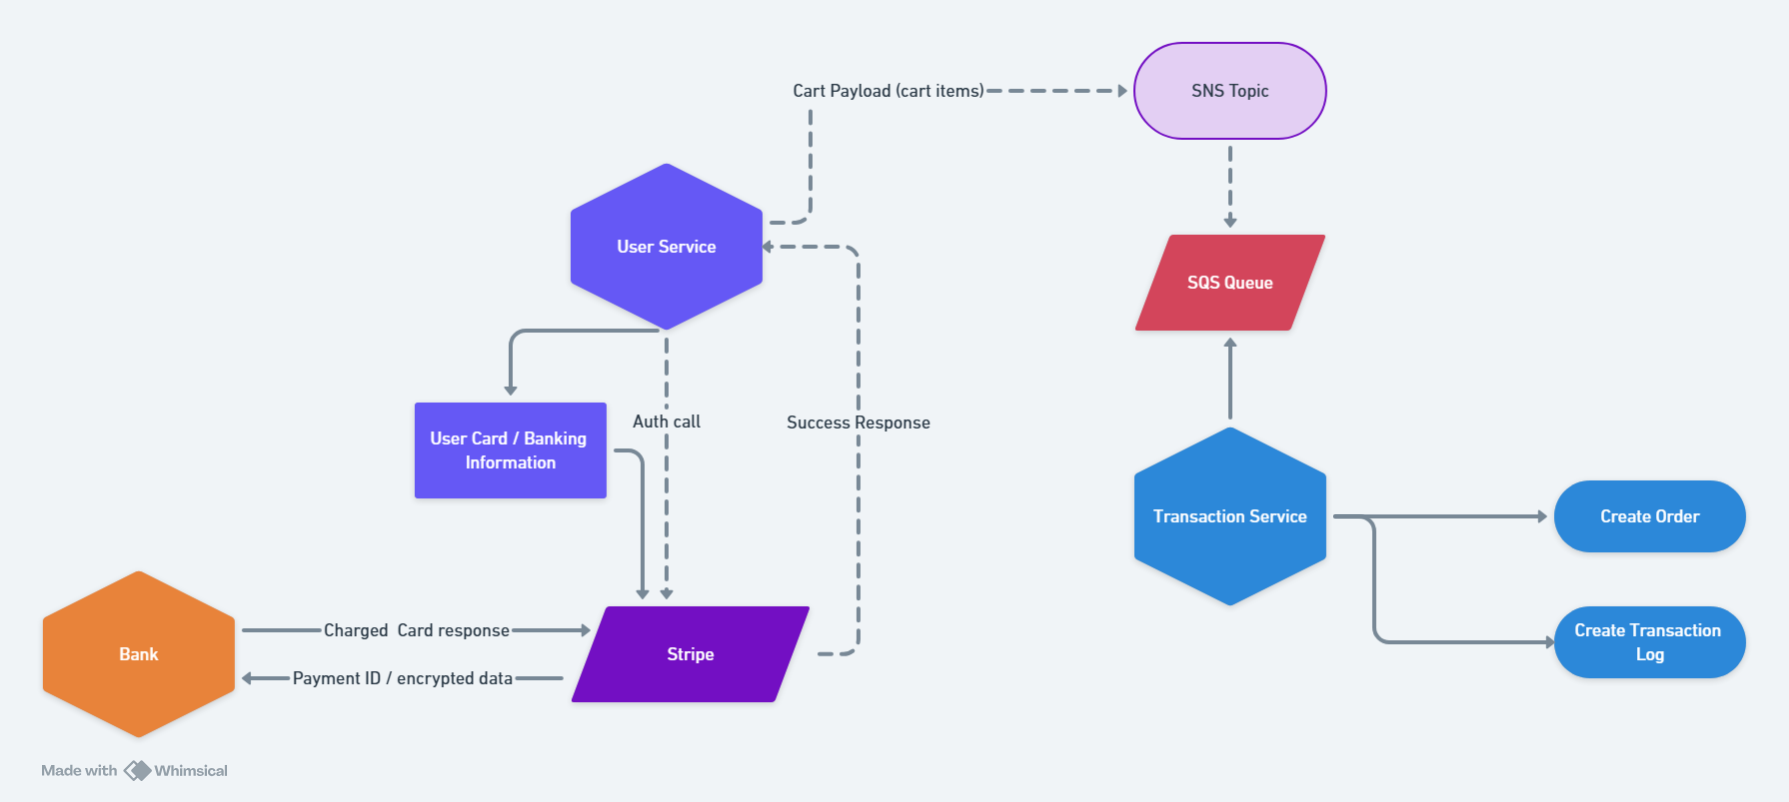 Cart Payload (cart items)
SNS Topic
User Service
SQS Queue
Auth call
Success Response
User Card / Banking
Information
Transaction Service
Create Order
Charged  Card response
Bank
Stripe
Payment ID / encrypted data
Create Transaction
Log
Made with Whimsical